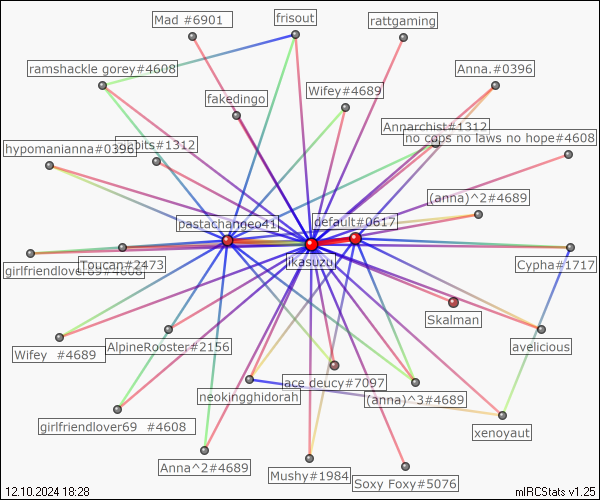 Mad #6901
frisout
rattgaming
ramshackle gorey#4608
Anna.#0396
fakedingo
Wifey#4689
Annarchist#1312
no cops no laws no hope#4608
hypomanianna#0396
bits#1312
(anna)^2#4689
pastachangeo41
default#0617
jikasuzu
girlfriendlover69#4608
Toucan#2473
Cypha#1717
Skalman
Wifey  #4689
AlpineRooster#2156
avelicious
ace deucy#7097
neokingghidorah
(anna)^3#4689
girlfriendlover69  #4608
xenoyaut
Anna^2#4689
Mushy#1984
Soxy Foxy#5076
12.10.2024 18:28
mIRCStats v1.25